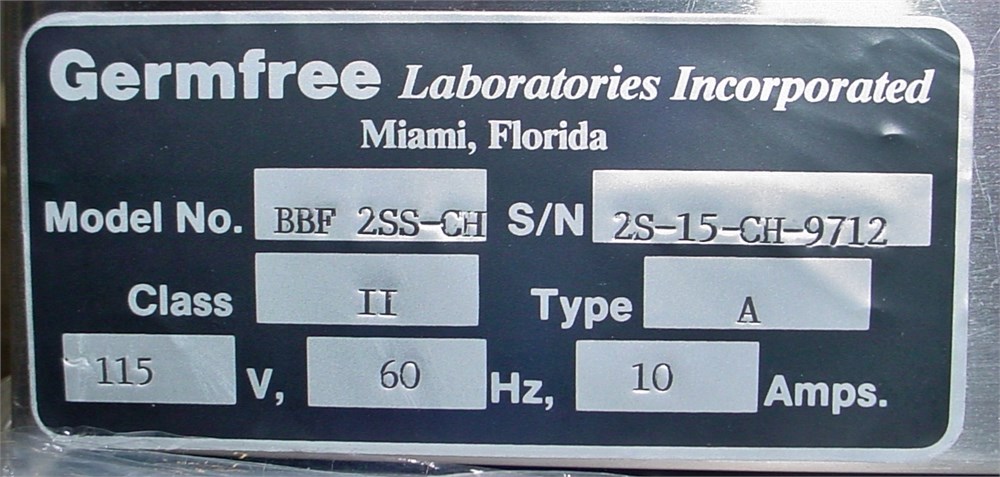 Germfree Laboratories Incorporated
Miami, Florida
Model No. BBF 2SS-CH S/N 2S-15-CH-9712
Class II Type A
115 V, 60 Hz, 10 Amps.